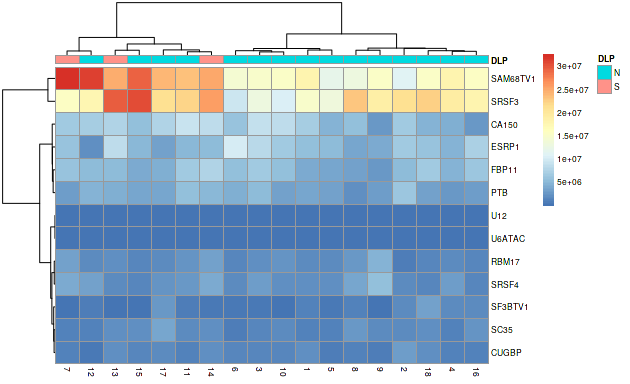 DLP
SAM68TV1
SRSF3
CA150
ESRP1
FBP11
PTB
U12
U6ATAC
RBM17
SRSF4
SF3BTV1
SC35
CUGBP
7 12 13 15 17 11 14 6 3 10 1 5 8 9 2 18 4 16
3e+07
2.5e+07
2e+07
1.5e+07
1e+07
5e+06
DLP
N
S